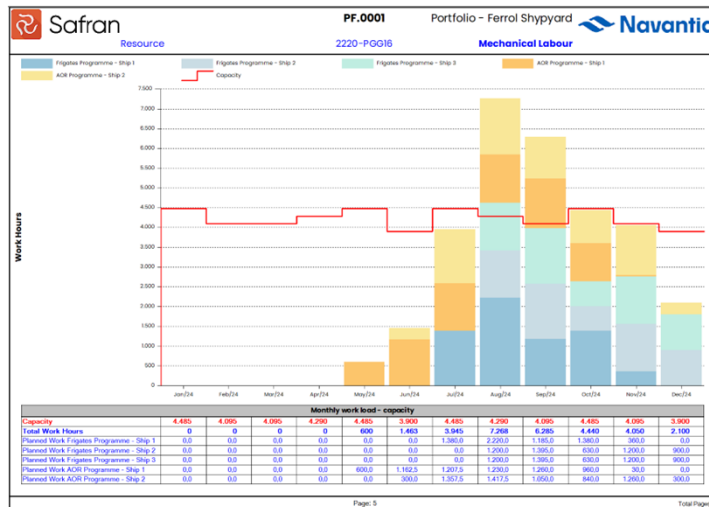 Safran
PF.0001
Portfolio - Ferrol Shypyard
Navantia
Resource
2220-PGG16
Mechanical Labour
Frigates Programme - Ship 1
Frigates Programme - Ship 2
Frigates Programme - Ship 3
AOR Programme - Ship 1
AOR Programme - Ship 2
Capacity
Work Hours
7.500
7.000
6.500
6.000
5.500
5.000
4.500
4.000
3.500
3.000
2.500
2.000
1.500
1.000
500
0
Jan/24 Feb/24 Mar/24 Apr/24 May/24 Jun/24 Jul/24 Aug/24 Sep/24 Oct/24 Nov/24 Dec/24
Monthly work load - capacity
Capacity 4.485 4.095 4.095 4.290 4.485 3.900 4.485 4.290 4.095 4.485 4.095 3.900
Total Work Hours 0 0 0 0 600 1.463 3.945 7.268 6.285 4.440 4.050 2.100
Planned Work Frigates Programme - Ship 1 0,0 0,0 0,0 0,0 0,0 0,0 1.380,0 2.220,0 1.185,0 1.380,0 360,0 0,0
Planned Work Frigates Programme - Ship 2 0,0 0,0 0,0 0,0 0,0 0,0 0,0 1.200,0 1.395,0 630,0 1.200,0 900,0
Planned Work Frigates Programme - Ship 3 0,0 0,0 0,0 0,0 0,0 0,0 0,0 1.200,0 1.395,0 630,0 1.200,0 900,0
Planned Work AOR Programme - Ship 1 0,0 0,0 0,0 0,0 600,0 1.162,5 1.207,5 1.230,0 1.260,0 960,0 30,0 0,0
Planned Work AOR Programme - Ship 2 0,0 0,0 0,0 0,0 0,0 300,0 1.357,5 1.417,5 1.050,0 840,0 1.260,0 300,0
Page: 5
Total Page